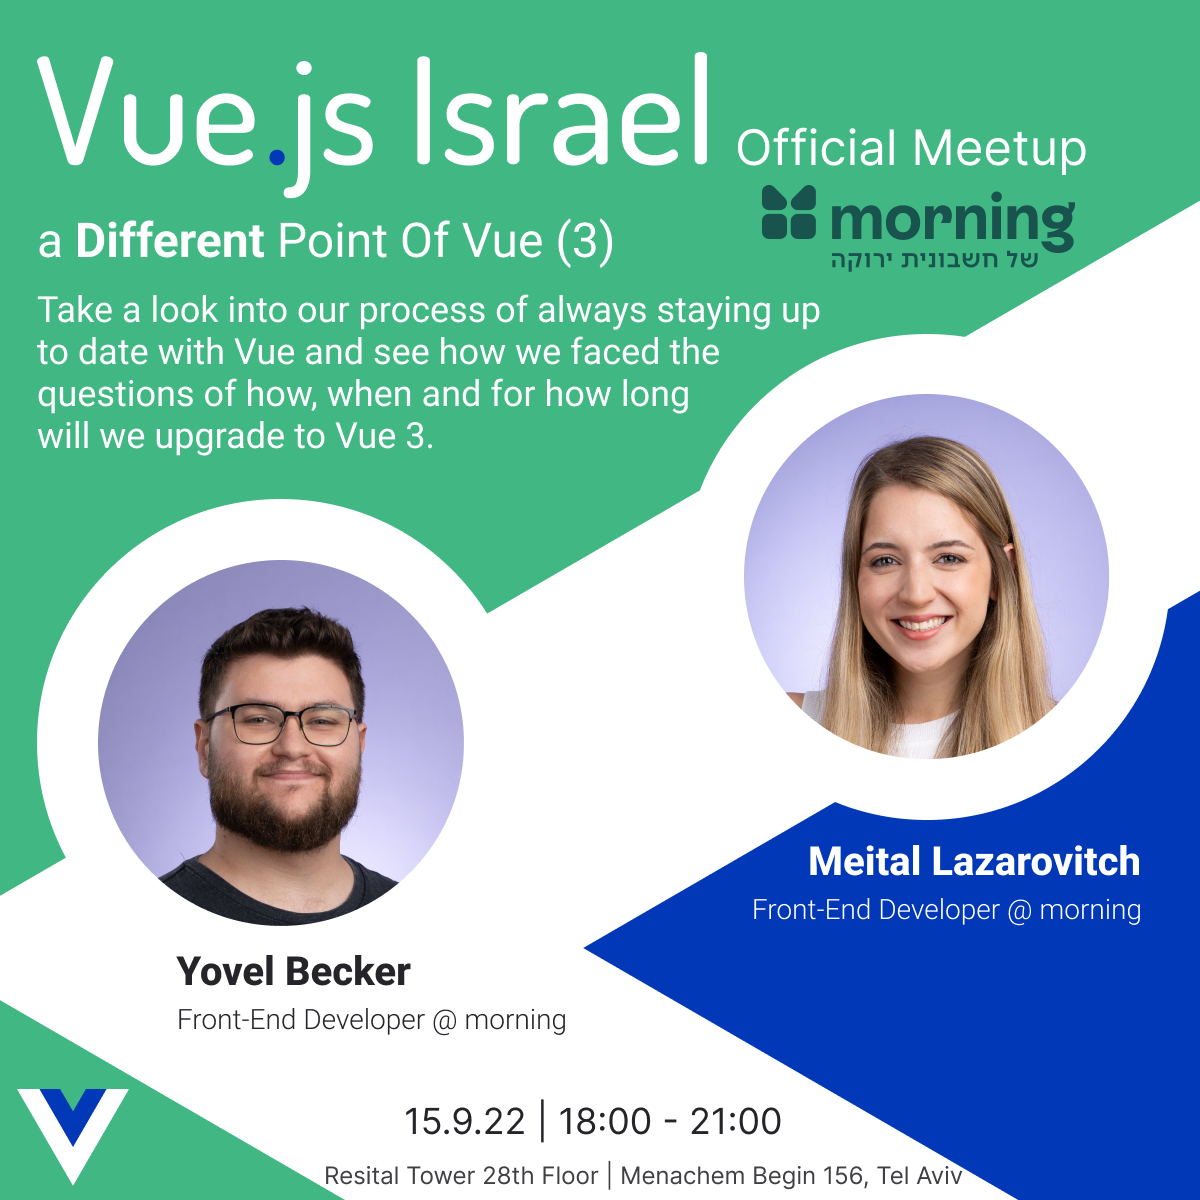 Vue.js Israel Official Meetup
morning
של חשבונית ירוקה
a Different Point Of Vue (3)
Take a look into our process of always staying up
to date with Vue and see how we faced the
questions of how, when and for how long
will we upgrade to Vue 3.
Meital Lazarovitch
Front-End Developer @ morning
Yovel Becker
Front-End Developer @ morning
15.9.22 | 18:00 - 21:00
Resital Tower 28th Floor | Menachem Begin 156, Tel Aviv